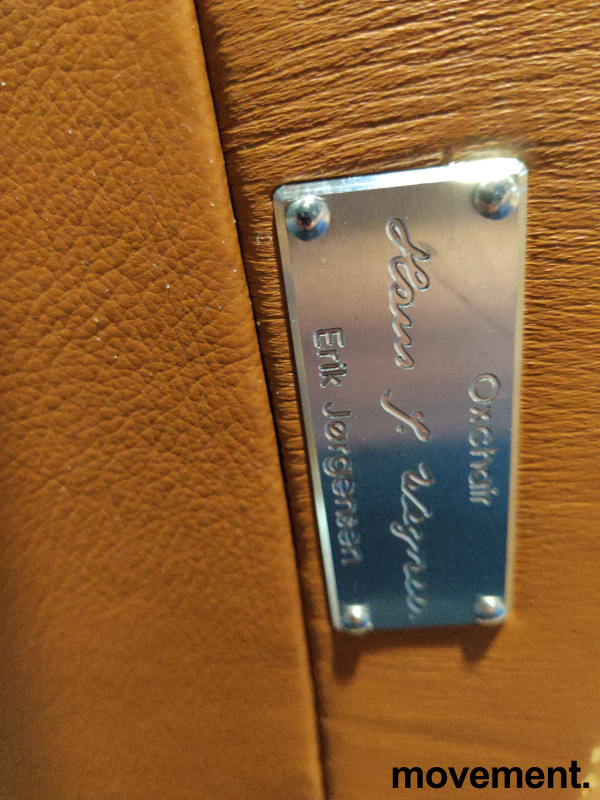 Oxchair
Hans J. Wegner
Erik Jørgensen
movement.